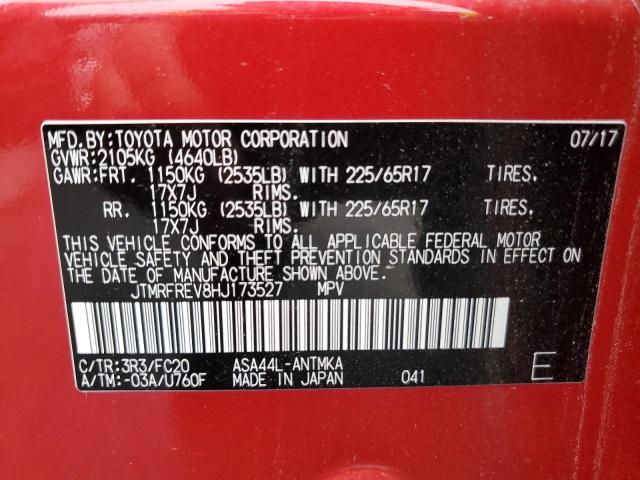 MFD.BY:TOYOTA MOTOR CORPORATION 07/17
GVWR:2105KG (4640LB)
GAWR:FRT. 1150KG (2535LB) WITH 225/65R17 TIRES.
17X7J RIMS.
RR. 1150KG (2535LB) WITH 225/65R17 TIRES.
17X7J RIMS.
THIS VEHICLE CONFORMS TO ALL APPLICABLE FEDERAL MOTOR
VEHICLE SAFETY AND THEFT PREVENTION STANDARDS IN EFFECT ON
THE DATE OF MANUFACTURE SHOWN ABOVE.
JTMRFREV8HJ173527 MPV
C/TR:3R3/FC20 ASA44L-ANTMKA
A/TM:-03A/U760F MADE IN JAPAN 041 E